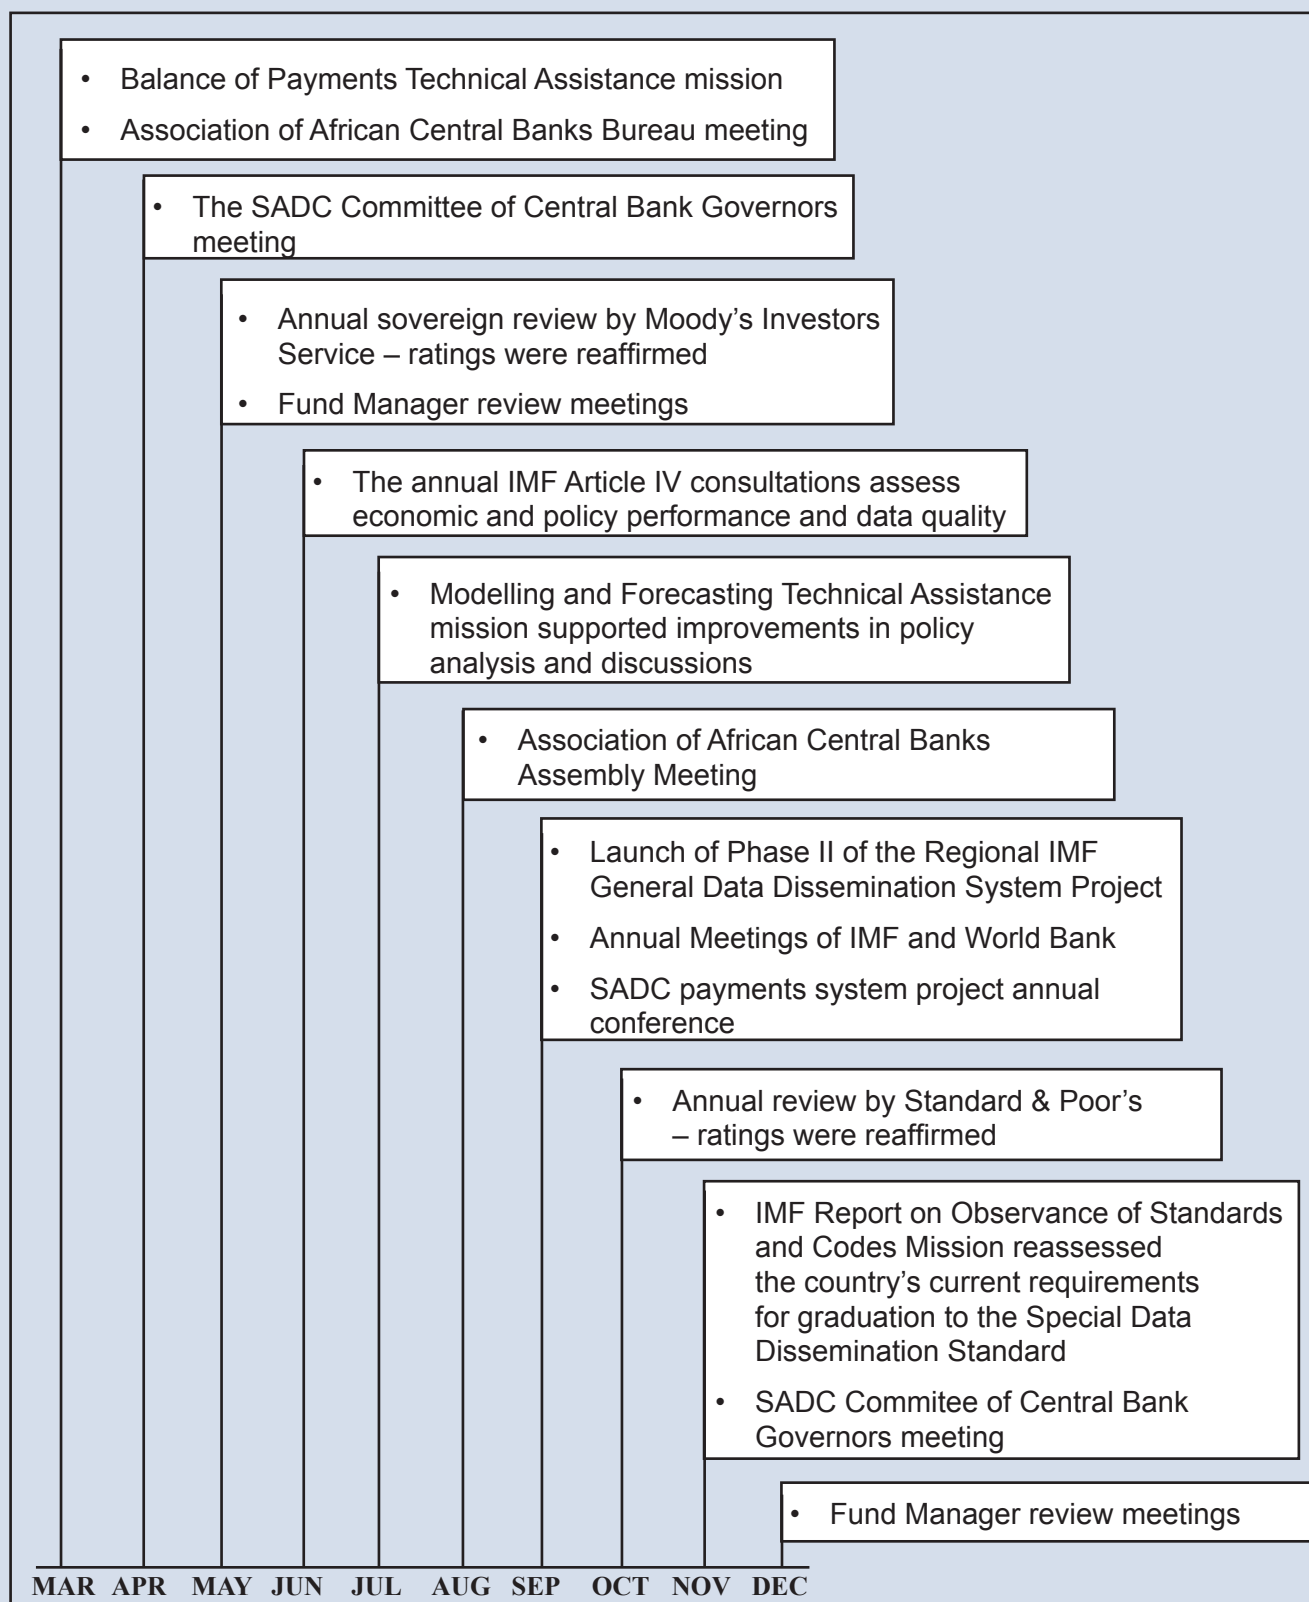 • Balance of Payments Technical Assistance mission
• Association of African Central Banks Bureau meeting
• The SADC Committee of Central Bank Governors
meeting
• Annual sovereign review by Moody's Investors
Service – ratings were reaffirmed
• Fund Manager review meetings
• The annual IMF Article IV consultations assess
economic and policy performance and data quality
• Modelling and Forecasting Technical Assistance
mission supported improvements in policy
analysis and discussions
• Association of African Central Banks
Assembly Meeting
• Launch of Phase II of the Regional IMF
General Data Dissemination System Project
• Annual Meetings of IMF and World Bank
• SADC payments system project annual
conference
• Annual review by Standard & Poor's
– ratings were reaffirmed
• IMF Report on Observance of Standards
and Codes Mission reassessed
the country's current requirements
for graduation to the Special Data
Dissemination Standard
• SADC Commitee of Central Bank
Governors meeting
• Fund Manager review meetings
MAR APR MAY JUN JUL AUG SEP OCT NOV DEC